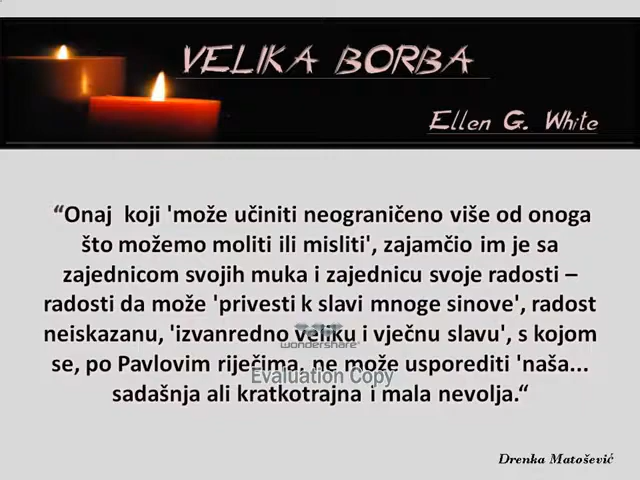 VELIKA BORBA
Ellen G. White
“Onaj koji 'može učiniti neograničeno više od onoga
što možemo moliti ili misliti', zajamčio im je sa
zajednicom svojih muka i zajednicu svoje radosti –
radosti da može 'privesti k slavi mnoge sinove', radost
neiskazanu, 'izvanredno veliku i vječnu slavu', s kojom
wondershare
se, po Pavlovim riječima, ne može usporediti 'naša...
Evaluation Copy
sadašnja ali kratkotrajna i mala nevolja.“
Drenka Matošević